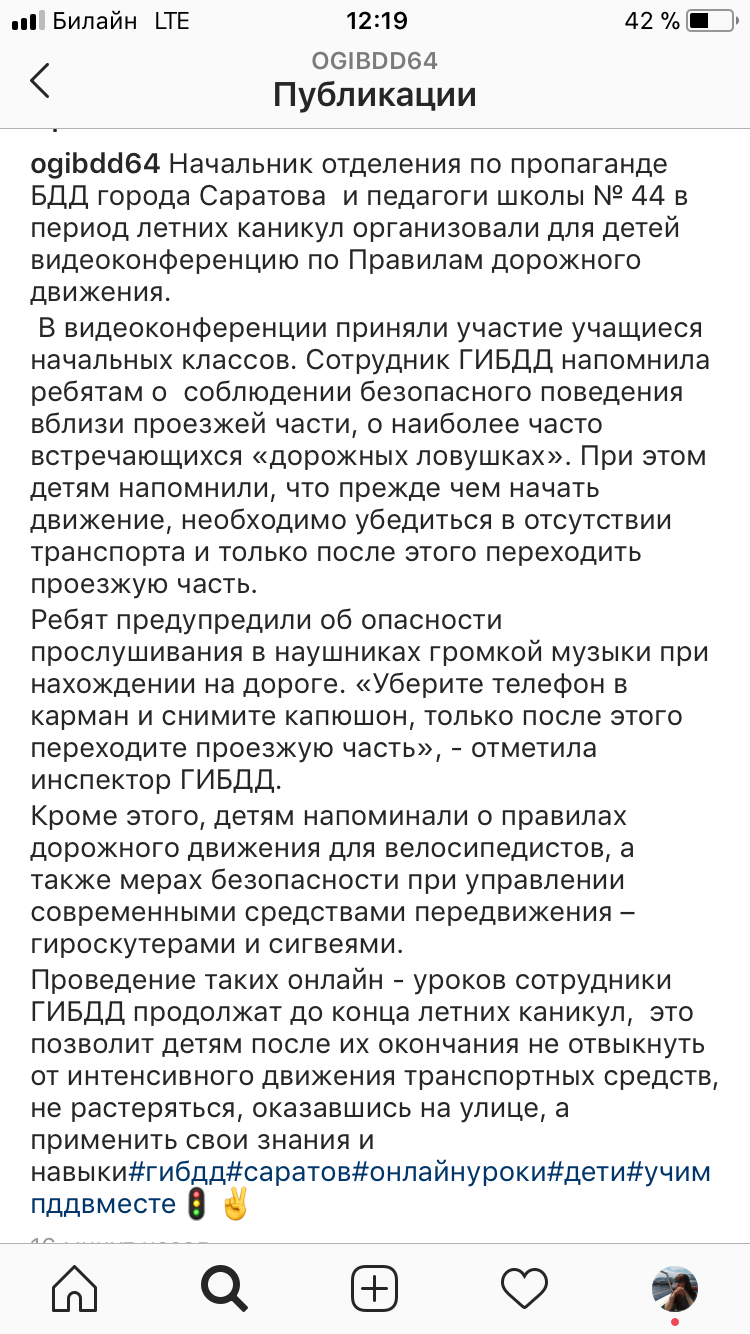 Билайн LTE 12:19 42 %
OGIBDD64
Публикации
ogibdd64 Начальник отделения по пропаганде
БДД города Саратова  и педагоги школы № 44 в
период летних каникул организовали для детей
видеоконференцию по Правилам дорожного
движения.
В видеоконференции приняли участие учащиеся
начальных классов. Сотрудник ГИБДД напомнила
ребятам о  соблюдении безопасного поведения
вблизи проезжей части, о наиболее часто
встречающихся «дорожных ловушках». При этом
детям напомнили, что прежде чем начать
движение, необходимо убедиться в отсутствии
транспорта и только после этого переходить
проезжую часть.
Ребят предупредили об опасности
прослушивания в наушниках громкой музыки при
нахождении на дороге. «Уберите телефон в
карман и снимите капюшон, только после этого
переходите проезжую часть», - отметила
инспектор ГИБДД.
Кроме этого, детям напоминали о правилах
дорожного движения для велосипедистов, а
также мерах безопасности при управлении
современными средствами передвижения –
гироскутерами и сигвеями.
Проведение таких онлайн - уроков сотрудники
ГИБДД продолжат до конца летних каникул,  это
позволит детям после их окончания не отвыкнуть
от интенсивного движения транспортных средств,
не растеряться, оказавшись на улице, а
применить свои знания и
навыки#гибдд#саратов#онлайнуроки#дети#учим
пддвместе 🚦 ✌️